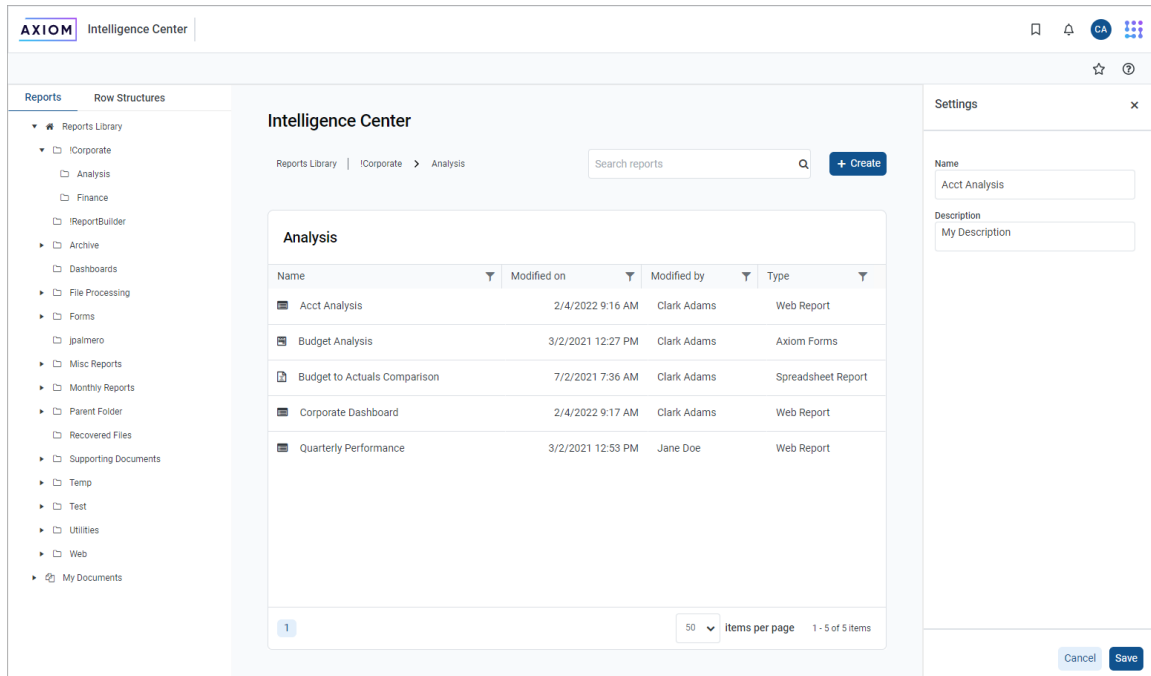 AXIOM Intelligence Center
CA
Reports Row Structures
Reports Library
!Corporate
Analysis
Finance
!ReportBuilder
Archive
Dashboards
File Processing
Forms
jpalmero
Misc Reports
Monthly Reports
Parent Folder
Recovered Files
Supporting Documents
Temp
Test
Utilities
Web
My Documents
Intelligence Center
Reports Library | !Corporate > Analysis
Search reports
+ Create
Analysis
Name Modified on Modified by Type
Acct Analysis 2/4/2022 9:16 AM Clark Adams Web Report
Budget Analysis 3/2/2021 12:27 PM Clark Adams Axiom Forms
Budget to Actuals Comparison 7/2/2021 7:36 AM Clark Adams Spreadsheet Report
Corporate Dashboard 2/4/2022 9:17 AM Clark Adams Web Report
Quarterly Performance 3/2/2021 12:53 PM Jane Doe Web Report
1 50 items per page 1 - 5 of 5 items
Settings
Name
Acct Analysis
Description
My Description
Cancel Save